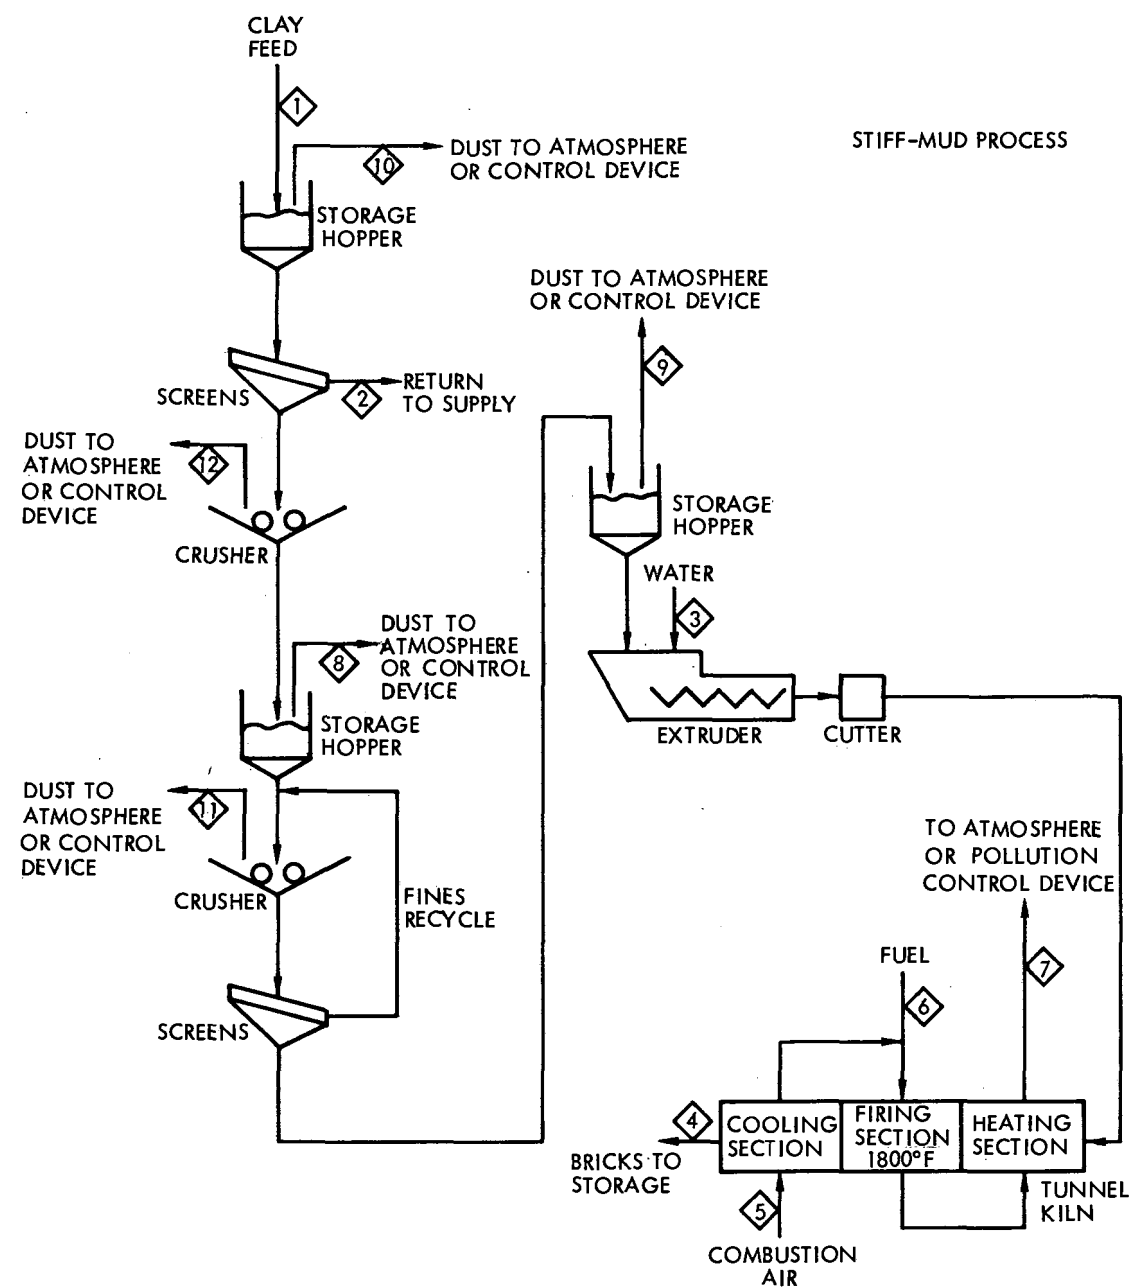 CLAY
FEED
1
STIFF-MUD PROCESS
10
DUST TO ATMOSPHERE
OR CONTROL DEVICE
STORAGE
HOPPER
DUST TO ATMOSPHERE
OR CONTROL DEVICE
9
SCREENS
2
RETURN
TO SUPPLY
DUST TO
ATMOSPHERE
OR CONTROL
DEVICE
12
CRUSHER
STORAGE
HOPPER
WATER
3
8
DUST TO
ATMOSPHERE
OR CONTROL
DEVICE
STORAGE
HOPPER
EXTRUDER
CUTTER
DUST TO
ATMOSPHERE
OR CONTROL
DEVICE
11
CRUSHER
FINES
RECYCLE
SCREENS
TO ATMOSPHERE
OR POLLUTION
CONTROL DEVICE
FUEL
6
7
4
BRICKS TO
STORAGE
COOLING
SECTION
FIRING
SECTION
1800°F
HEATING
SECTION
TUNNEL
KILN
5
COMBUSTION
AIR